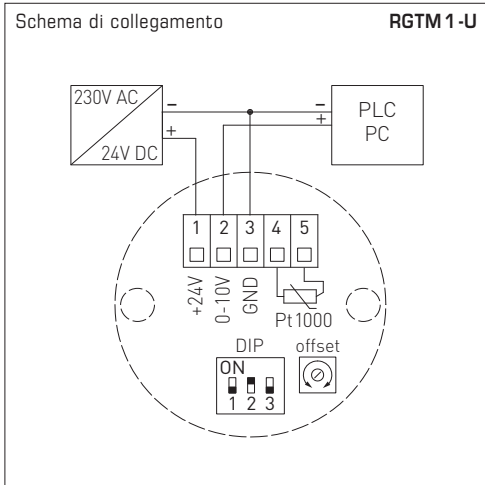 Schema di collegamento RGTM 1 -U
230V AC
24V DC
–
+
–
+
PLC
PC
1 2 3 4 5
+24V
0-10V
GND
Pt1000
DIP
offset
ON
1 2 3